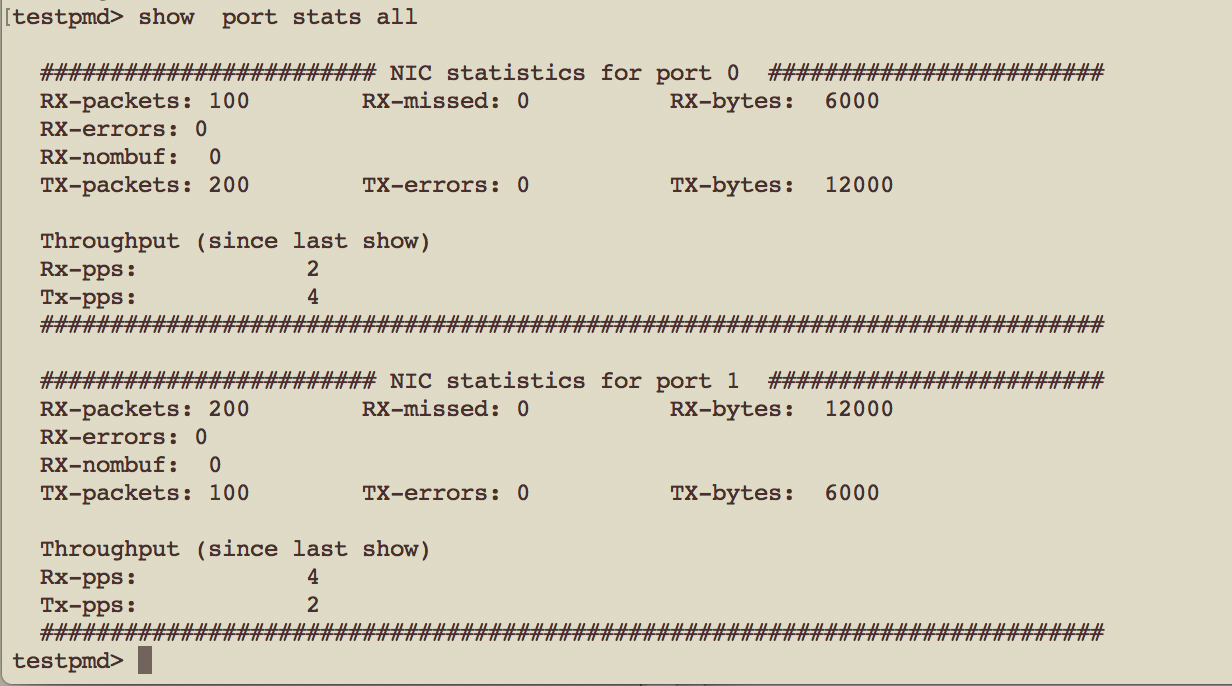 [testpmd> show  port stats all
######################## NIC statistics for port 0  ########################
RX-packets: 100        RX-missed: 0          RX-bytes:  6000
RX-errors: 0
RX-nombuf:  0
TX-packets: 200        TX-errors: 0          TX-bytes:  12000
Throughput (since last show)
Rx-pps:            2
Tx-pps:            4
############################################################################
######################## NIC statistics for port 1  ########################
RX-packets: 200        RX-missed: 0          RX-bytes:  12000
RX-errors: 0
RX-nombuf:  0
TX-packets: 100        TX-errors: 0          TX-bytes:  6000
Throughput (since last show)
Rx-pps:            4
Tx-pps:            2
############################################################################
testpmd>